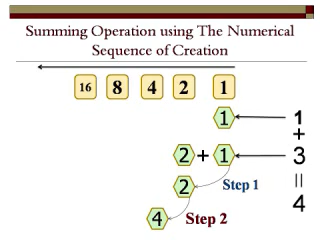 Summing Operation using The Numerical
Sequence of Creation
16 8 4 2 1
1 1
+
2 + 1 3
2 Step 1 =
4 Step 2 4